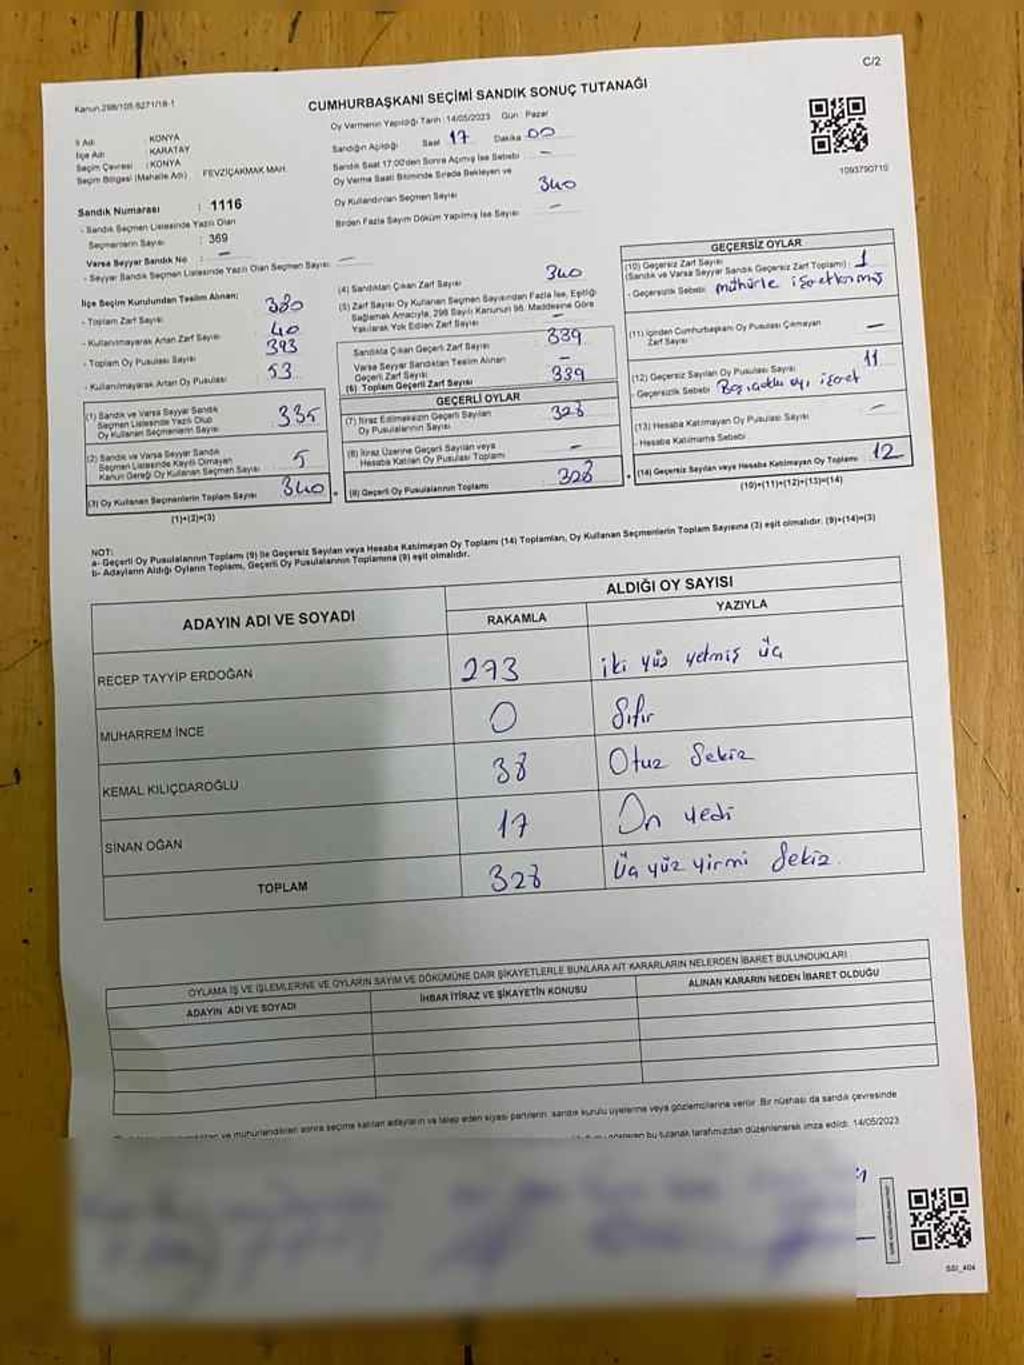 C/2
Kanun.298/105.6271/18-1
CUMHURBAŞKANI SEÇİMİ SANDIK SONUÇ TUTANAĞI
İl Adı : KONYA
İlçe Adı : KARATAY
Seçim Çevresi : KONYA
Seçim Bölgesi (Mahalle Adı) FEVZİÇAKMAK MAH.
Sandık Numarası : 1116
- Sandık Seçmen Listesinde Yazılı Olan
Seçmenlerin Sayısı : 369
Varsa Seyyar Sandık No : —
- Seyyar Sandık Seçmen Listesinde Yazılı Olan Seçmen Sayısı: —
Oy Vermenin Yapıldığı Tarih :14/05/2023 Gün : Pazar
Sandığın Açıldığı Saat 17 Dakika 00
Sandık Saat 17:00'den Sonra Açılmış İse Sebebi —
Oy Verme Saati Bitiminde Sırada Bekleyen ve
Oy Kullandırılan Seçmen Sayısı 340
Birden Fazla Sayım Döküm Yapılmış İse Sayısı —
1093790710
İlçe Seçim Kurulundan Teslim Alınan;
- Toplam Zarf Sayısı 380
- Kullanılmayarak Artan Zarf Sayısı 40
- Toplam Oy Pusulası Sayısı 393
- Kullanılmayarak Artan Oy Pusulası 53
(1) Sandık ve Varsa Seyyar Sandık
Seçmen Listesinde Yazılı Olup
Oy Kullanan Seçmenlerin Sayısı 335
(2) Sandık ve Varsa Seyyar Sandık
Seçmen Listesinde Kayıtlı Olmayan
Kanun Gereği Oy Kullanan Seçmen Sayısı 5
(3) Oy Kullanan Seçmenlerin Toplam Sayısı 340
(1)+(2)=(3)
(4) Sandıktan Çıkan Zarf Sayısı 340
(5) Zarf Sayısı Oy Kullanan Seçmen Sayısından Fazla İse, Eşitliği
Sağlamak Amacıyla, 298 Sayılı Kanunun 98. Maddesine Göre
Yakılarak Yok Edilen Zarf Sayısı —
Sandıkta Çıkan Geçerli Zarf Sayısı 339
Varsa Seyyar Sandıktan Teslim Alınan
Geçerli Zarf Sayısı —
(6) Toplam Geçerli Zarf Sayısı 339
GEÇERLİ OYLAR
(7) İtiraz Edilmeksizin Geçerli Sayılan
Oy Pusulalarının Sayısı 328
(8) İtiraz Üzerine Geçerli Sayılan veya
Hesaba Katılan Oy Pusulası Toplamı —
(9) Geçerli Oy Pusulalarının Toplamı 328
GEÇERSİZ OYLAR
(10) Geçersiz Zarf Sayısı
(Sandık ve Varsa Seyyar Sandık Geçersiz Zarf Toplamı) : 1
- Geçersizlik Sebebi: mühürle işaretlenmiş
(11) İçinden Cumhurbaşkanı Oy Pusulası Çıkmayan
Zarf Sayısı —
(12) Geçersiz Sayılan Oy Pusulası Sayısı 11
- Geçersizlik Sebebi Boş, çoklu oy, işaret
(13) Hesaba Katılmayan Oy Pusulası Sayısı —
- Hesaba Katılmama Sebebi
(14) Geçersiz Sayılan veya Hesaba Katılmayan Oy Toplamı 12
(10)+(11)+(12)+(13)=(14)
NOT:
a- Geçerli Oy Pusulalarının Toplamı (9) ile Geçersiz Sayılan veya Hesaba Katılmayan Oy Toplamı (14) Toplamları, Oy Kullanan Seçmenlerin Toplam Sayısına (3) eşit olmalıdır. (9)+(14)=(3)
b- Adayların Aldığı Oyların Toplamı, Geçerli Oy Pusulalarının Toplamına (9) eşit olmalıdır.
ADAYIN ADI VE SOYADI ALDIĞI OY SAYISI
RAKAMLA YAZIYLA
RECEP TAYYİP ERDOĞAN 273 iki yüz yetmiş üç
MUHARREM İNCE 0 Sıfır
KEMAL KILIÇDAROĞLU 38 Otuz Sekiz
SİNAN OĞAN 17 On yedi
TOPLAM 328 Üç yüz yirmi Sekiz
OYLAMA İŞ VE İŞLEMLERİNE VE OYLARIN SAYIM VE DÖKÜMÜNE DAİR ŞİKAYETLERLE BUNLARA AİT KARARLARIN NELERDEN İBARET BULUNDUKLARI
ADAYIN ADI VE SOYADI İHBAR İTİRAZ VE ŞİKAYETİN KONUSU ALINAN KARARIN NEDEN İBARET OLDUĞU
ve mühürlendikten sonra seçime katılan adayların ve talep eden siyasi partilerin, sandık kurulu üyelerine veya gözlemcilerine verilir. Bir nüshası da sandık çevresinde
bu tutanak tarafımızdan düzenlenerek imza edildi. 14/05/2023
SSI_404